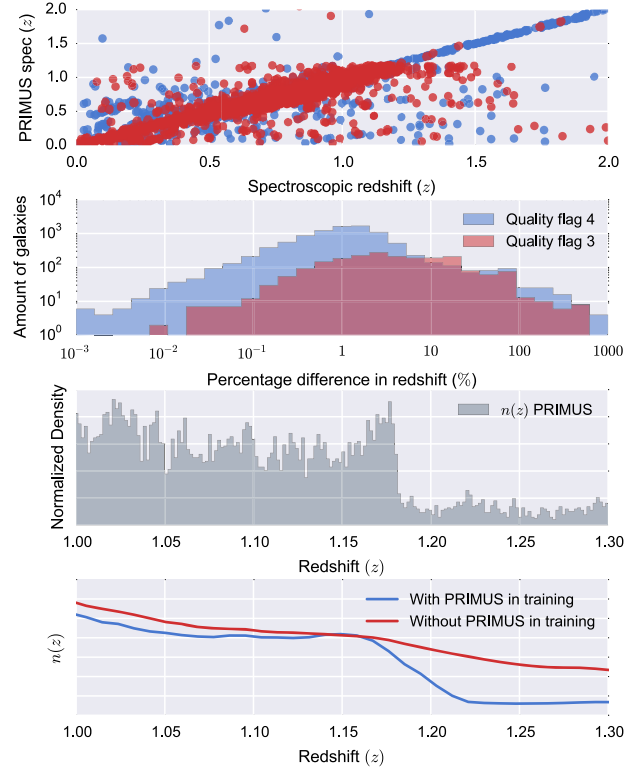 2.0
1.5
1.0
0.5
0.0
PRIMUS spec (z)
0.0 0.5 1.0 1.5 2.0
Spectroscopic redshift (z)
10^4
10^3
10^2
10^1
10^0
Amount of galaxies
Quality flag 4
Quality flag 3
10^−3 10^−2 10^−1 1 10 100 1000
Percentage difference in redshift (%)
Normalized Density
n(z) PRIMUS
1.00 1.05 1.10 1.15 1.20 1.25 1.30
Redshift (z)
n(z)
With PRIMUS in training
Without PRIMUS in training
1.00 1.05 1.10 1.15 1.20 1.25 1.30
Redshift (z)